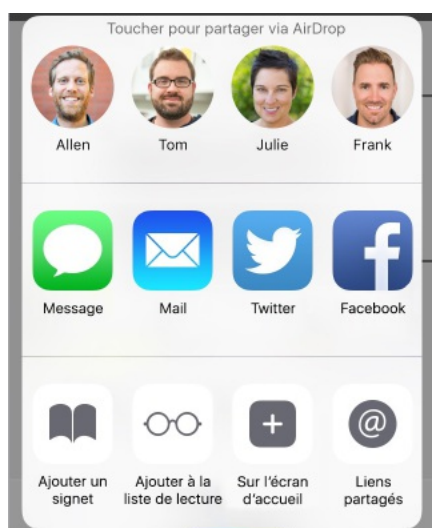 Toucher pour partager via AirDrop
Allen Tom Julie Frank
Message Mail Twitter Facebook
Ajouter un signet
Ajouter à la liste de lecture
Sur l'écran d'accueil
Liens partagés